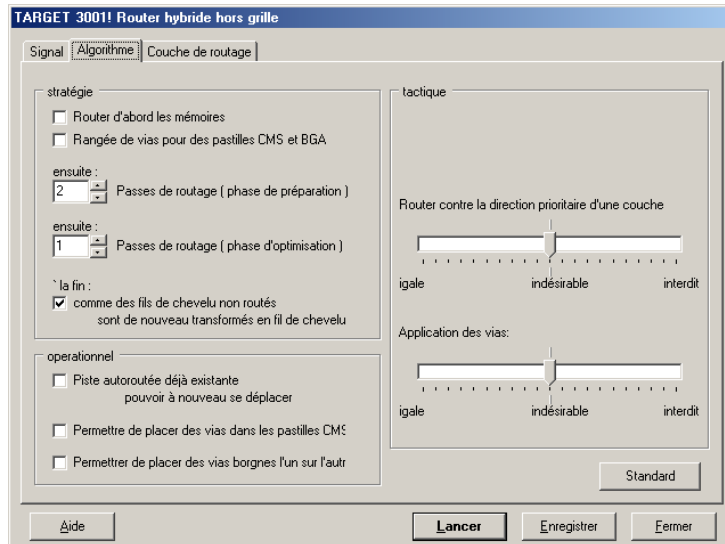 TARGET 3001! Router hybride hors grille
Signal
Algorithme
Couche de routage
stratégie
Router d'abord les mémoires
Rangée de vias pour des pastilles CMS et BGA
ensuite :
2
Passes de routage ( phase de préparation )
ensuite :
1
Passes de routage ( phase d'optimisation )
` la fin :
comme des fils de chevelu non routés
sont de nouveau transformés en fil de chevelu
operationnel
Piste autoroutée déjà existante
pouvoir à nouveau se déplacer
Permettre de placer des vias dans les pastilles CMS
Permettrer de placer des vias borgnes l'un sur l'autr
tactique
Router contre la direction prioritaire d'une couche
igale indésirable interdit
Application des vias:
igale indésirable interdit
Standard
Aide
Lancer
Enregistrer
Fermer